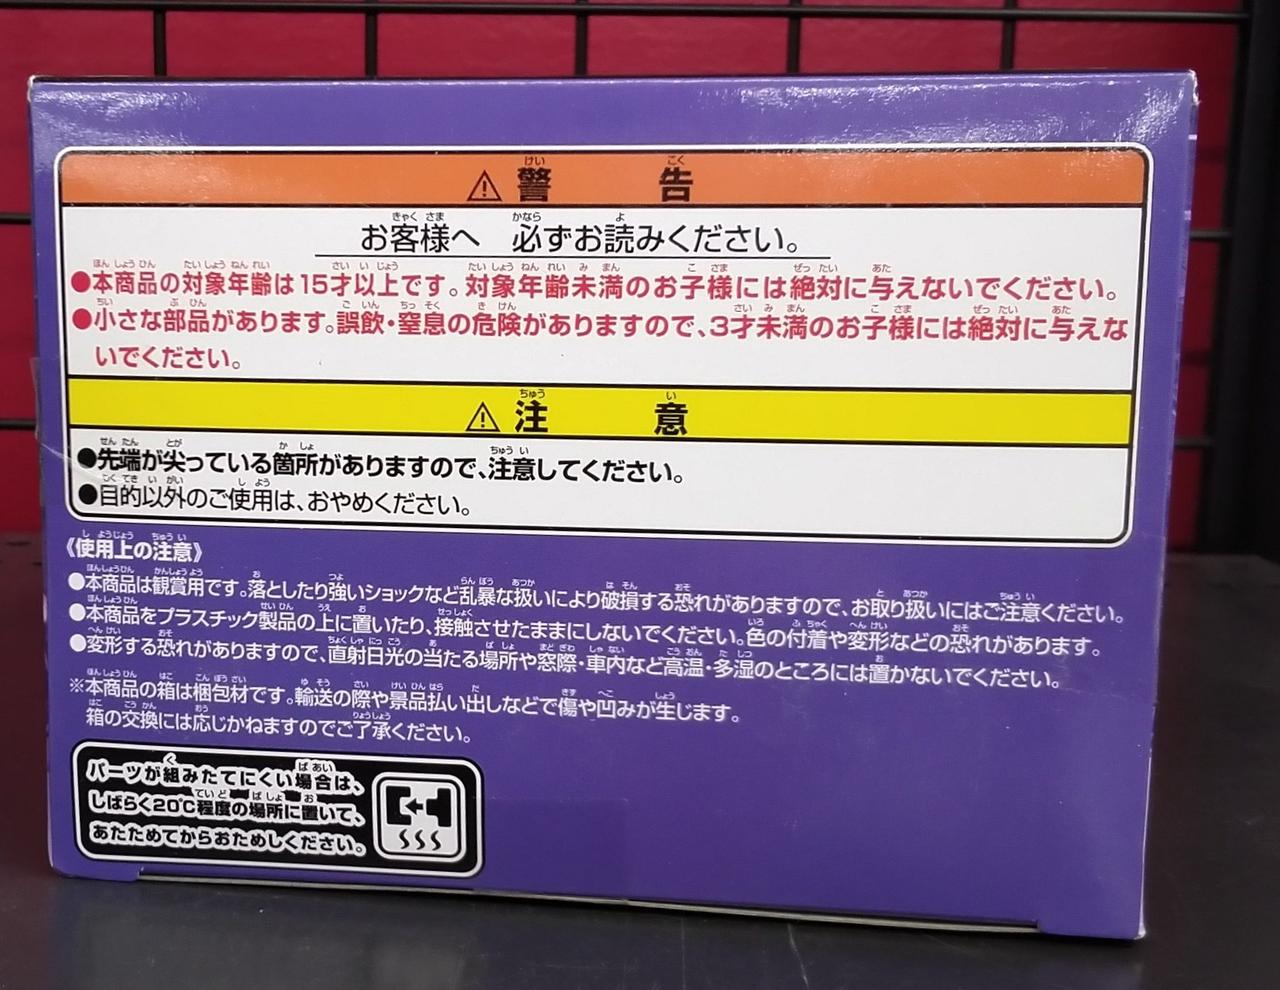 ⚠警告
お客様へ 必ずお読みください。
●本商品の対象年齢は15才以上です。対象年齢未満のお子様には絶対に与えないでください。
●小さな部品があります。誤飲・窒息の危険がありますので、3才未満のお子様には絶対に与えな
いでください。
⚠注意
●先端が尖っている箇所がありますので、注意してください。
●目的以外のご使用は、おやめください。
《使用上の注意》
●本商品は観賞用です。落としたり強いショックなど乱暴な扱いにより破損する恐れがありますので、お取り扱いにはご注意ください。
●本商品をプラスチック製品の上に置いたり、接触させたままにしないでください。色の付着や変形などの恐れがあります。
●変形する恐れがありますので、直射日光の当たる場所や窓際・車内など高温・多湿のところには置かないでください。
※本商品の箱は梱包材です。輸送の際や景品払い出しなどで傷や凹みが生じます。
箱の交換には応じかねますのでご了承ください。
パーツが組みたてにくい場合は、
しばらく20℃程度の場所に置いて、
あたためてからおためしください。